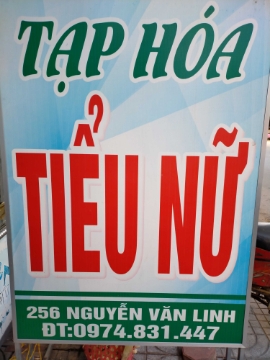 TẠP HÓA
TIỂU NỮ
256 NGUYỄN VĂN LINH
ĐT:0974.831.447